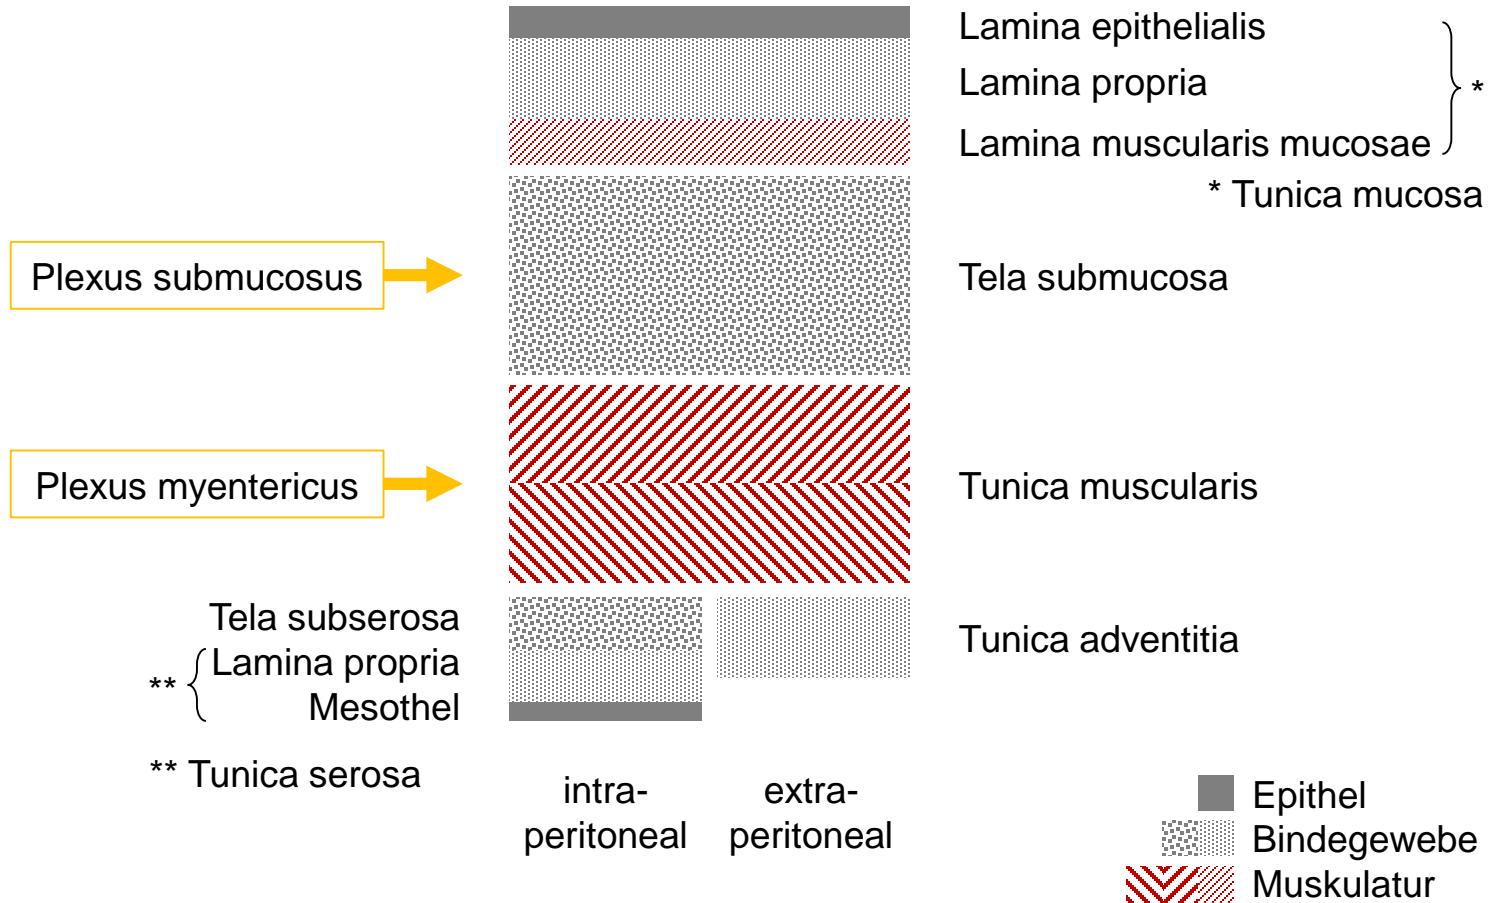 Lamina epithelialis
Lamina propria
*
Lamina muscularis mucosae
* Tunica mucosa
Plexus submucosus
Tela submucosa
Plexus myentericus
Tunica muscularis
Tela subserosa
Tunica adventitia
Lamina propria
**
Mesothel
** Tunica serosa
intra-
peritoneal
extra-
peritoneal
Epithel
Bindegewebe
Muskulatur